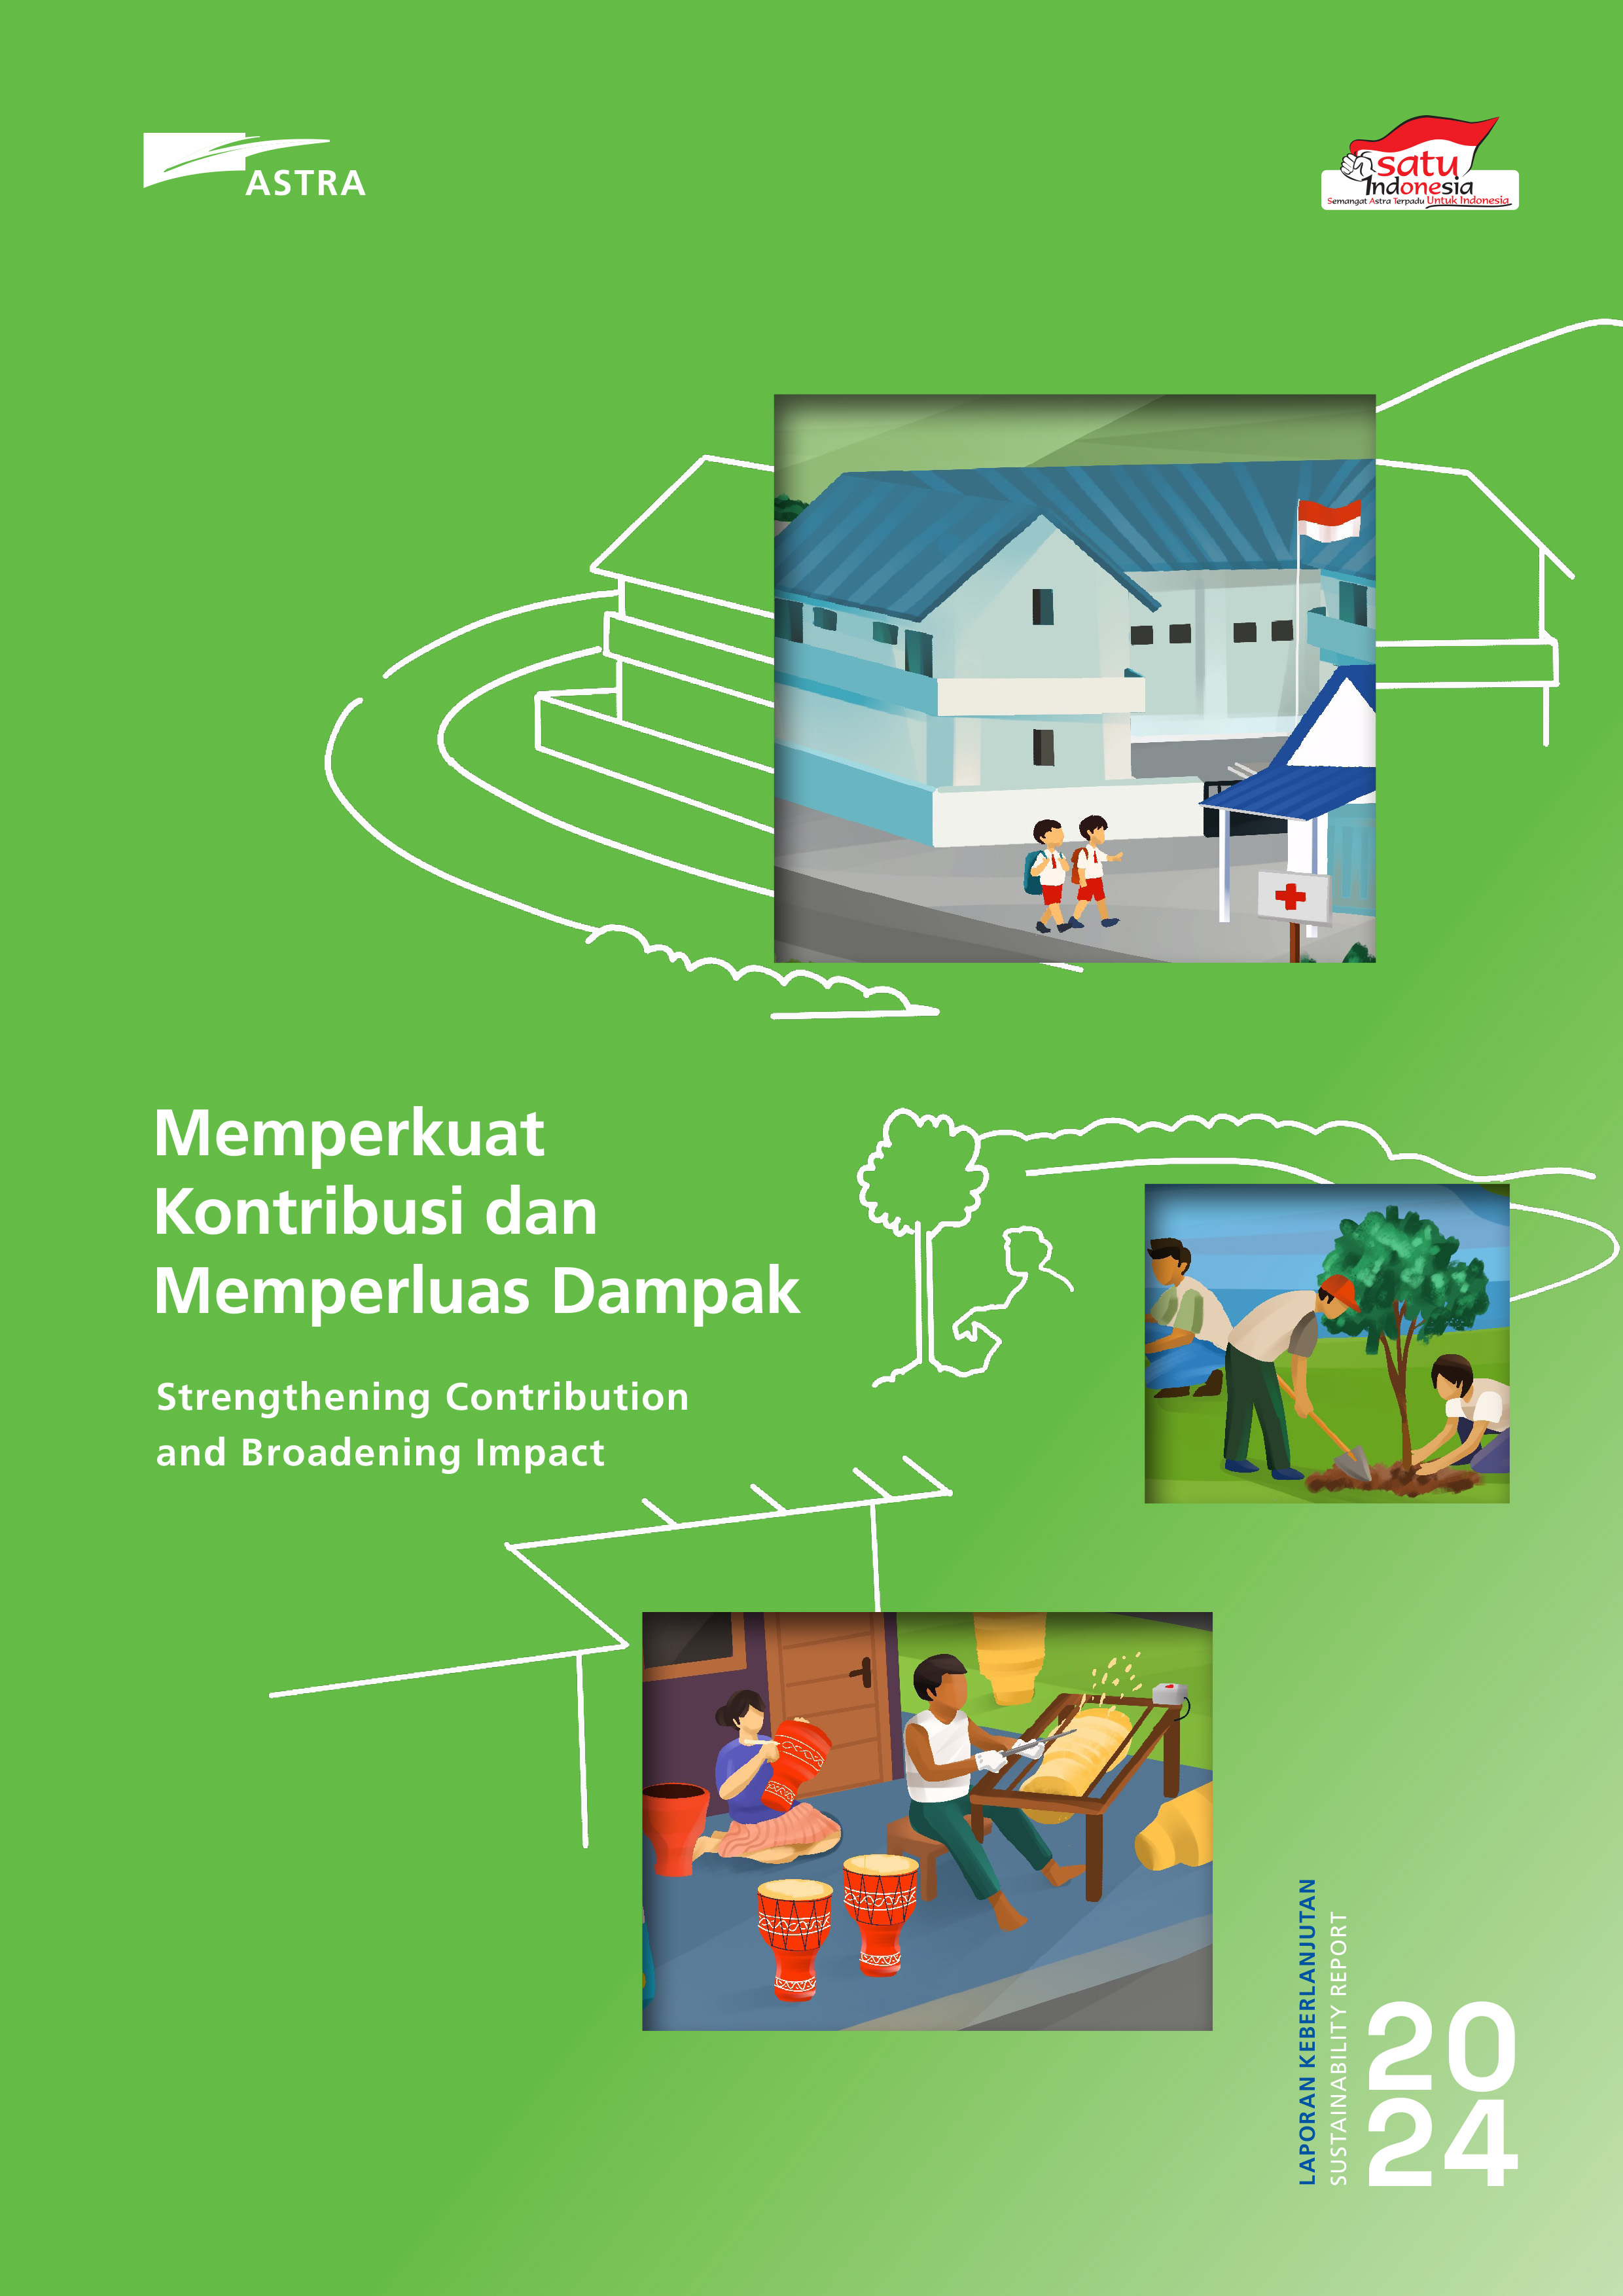 ASTRA
satu
Indonesia
Semangat Astra Terpadu Untuk Indonesia
Memperkuat
Kontribusi dan
Memperluas Dampak
Strengthening Contribution
and Broadening Impact
LAPORAN KEBERLANJUTAN
SUSTAINABILITY REPORT
20
24